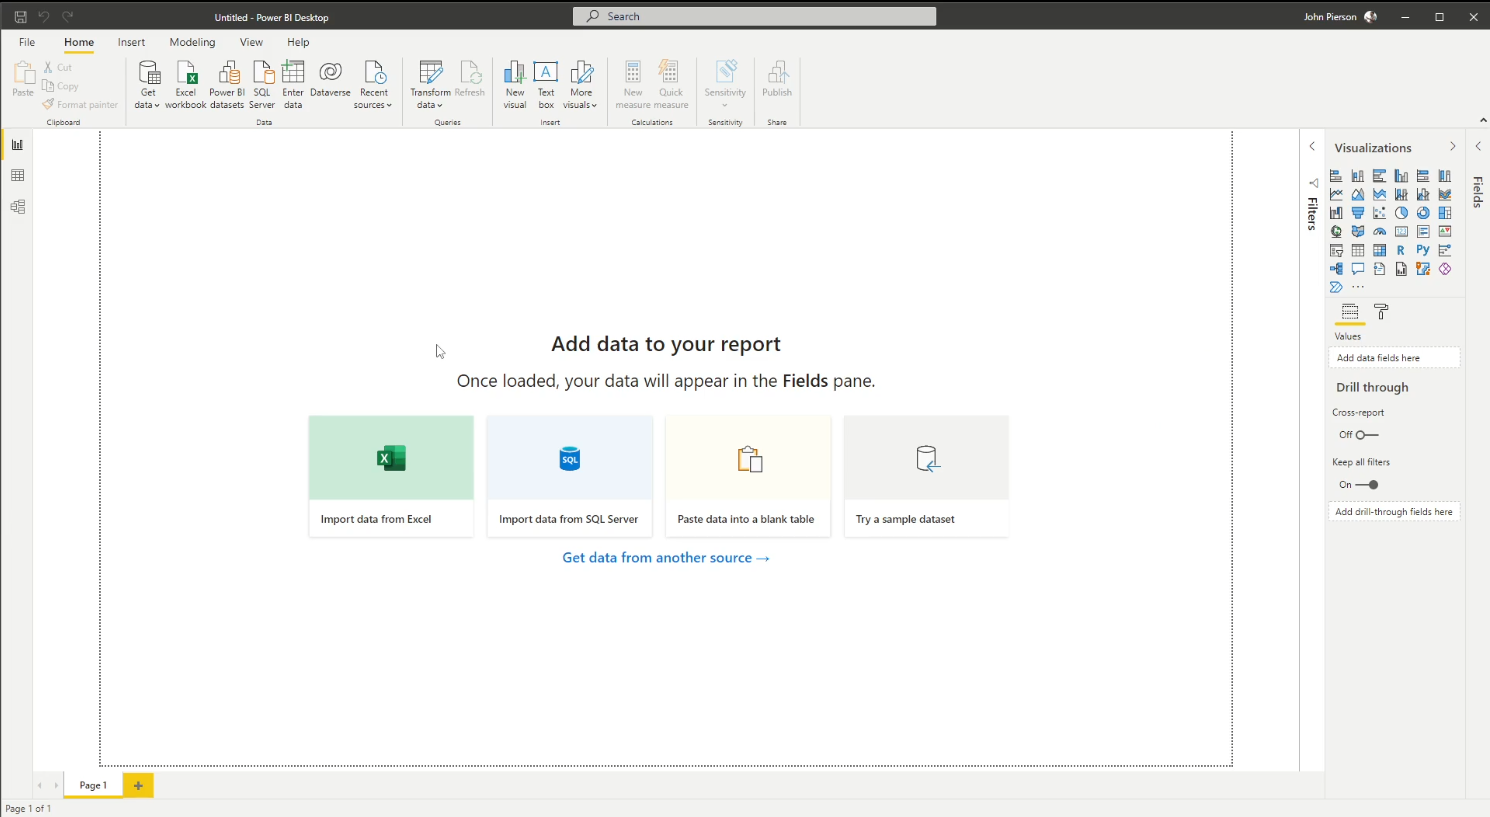 Untitled - Power BI Desktop
Search
John Pierson
File Home Insert Modeling View Help
Paste
Cut
Copy
Format painter
Clipboard
Get data
Excel workbook
Power BI datasets
SQL Server
Enter data
Dataverse
Recent sources
Data
Transform data
Refresh
Queries
New visual
Text box
More visuals
Insert
New measure
Quick measure
Calculations
Sensitivity
Sensitivity
Publish
Share
Filters
Visualizations
Fields
R
Py
Values
Add data fields here
Drill through
Cross-report
Off
Keep all filters
On
Add drill-through fields here
Add data to your report
Once loaded, your data will appear in the Fields pane.
X
SQL
Import data from Excel
Import data from SQL Server
Paste data into a blank table
Try a sample dataset
Get data from another source →
Page 1
+
Page 1 of 1